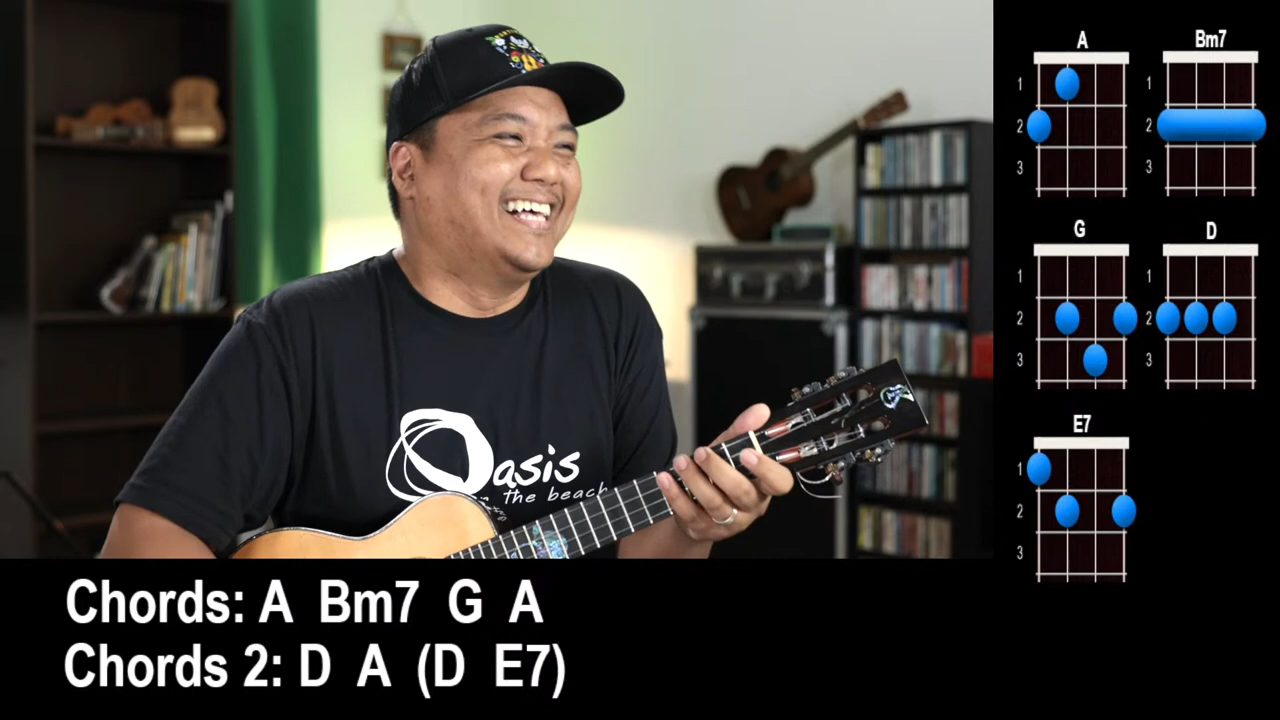 A Bm7
1 1
2 2
3 3
G D
1 1
2 2
3 3
E7
1
2
3
Oasis
on the beach
Chords: A Bm7 G A
Chords 2: D A (D E7)